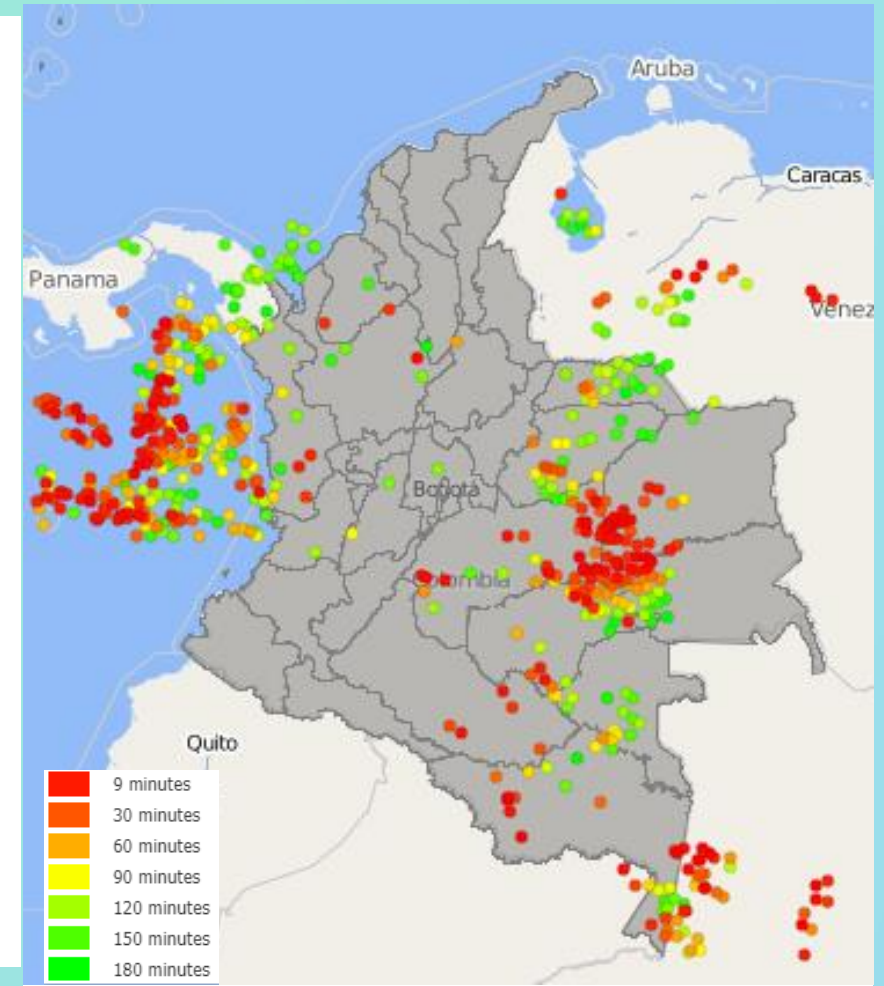 Aruba
Caracas
Panama
Venez
Bogotá
Colombia
Quito
9 minutes
30 minutes
60 minutes
90 minutes
120 minutes
150 minutes
180 minutes